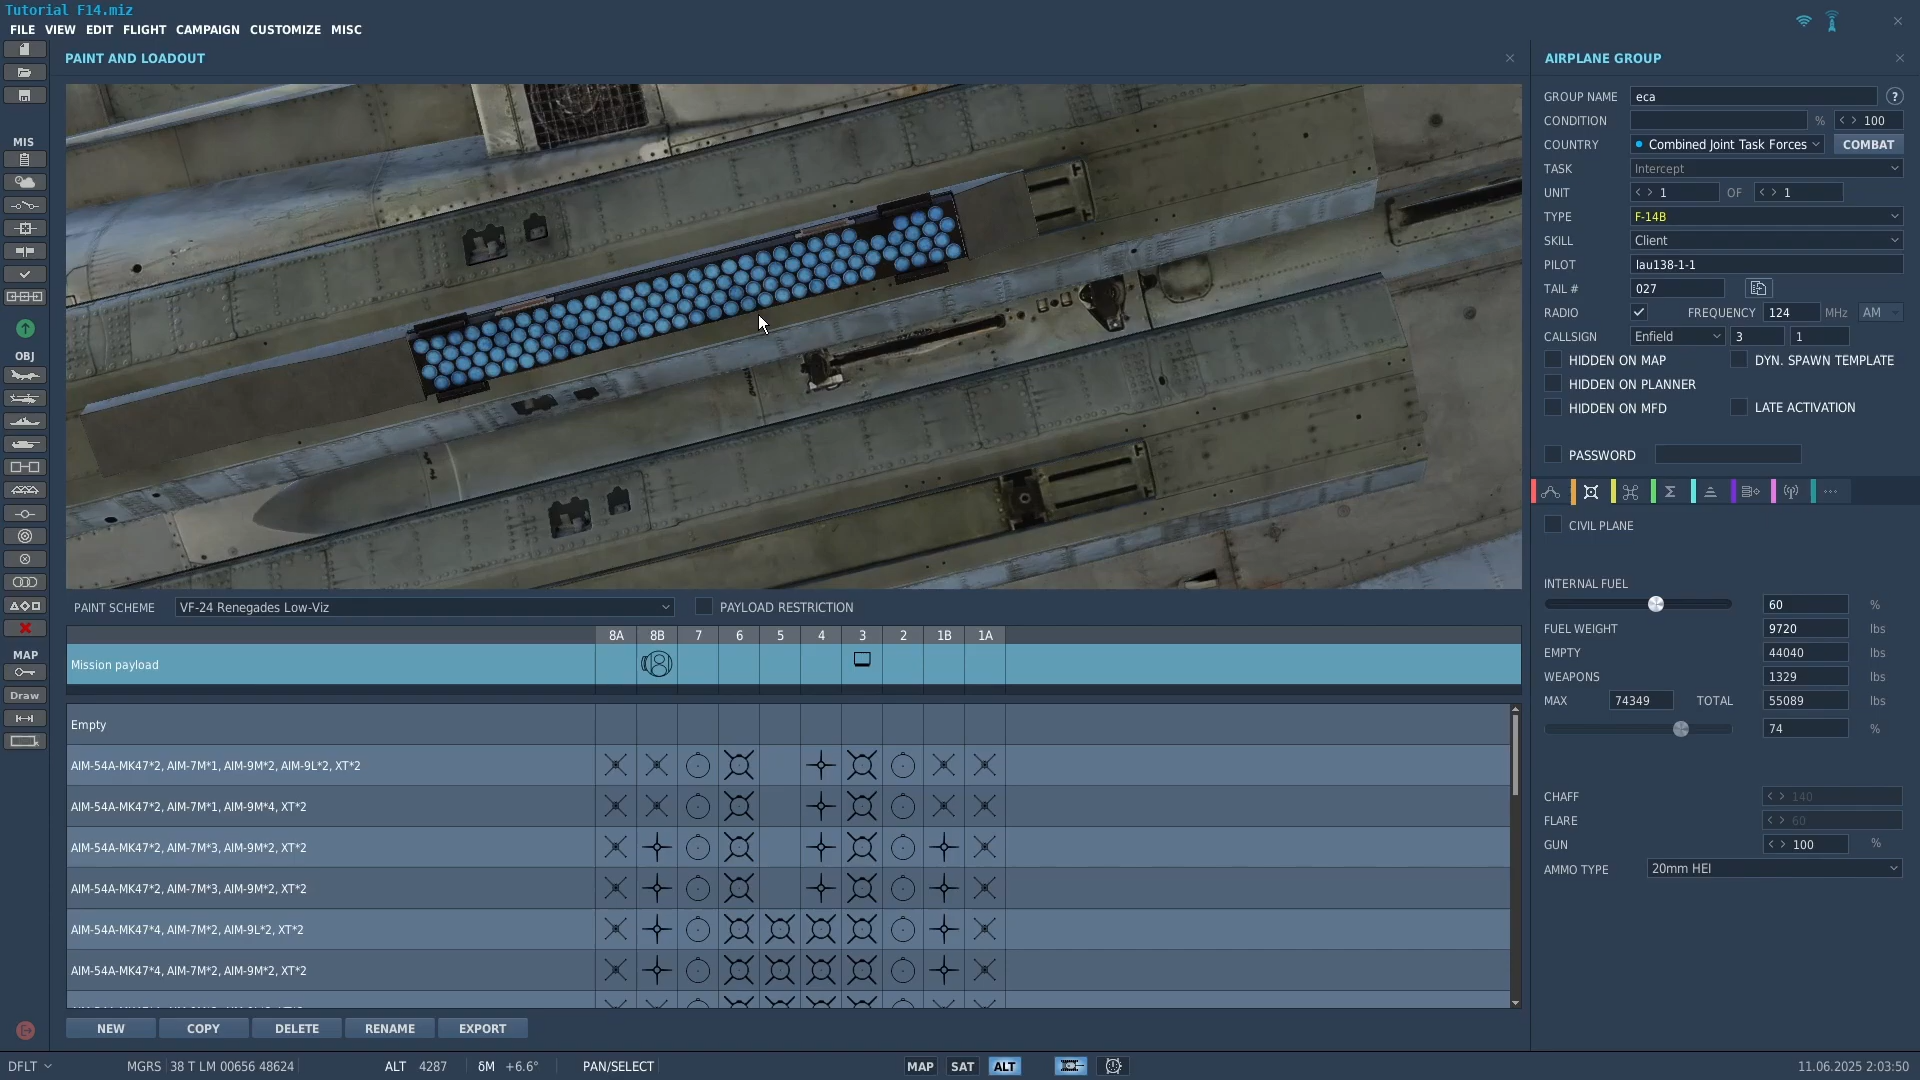 Tutorial F14.miz
FILE VIEW EDIT FLIGHT CAMPAIGN CUSTOMIZE MISC
PAINT AND LOADOUT
MIS
OBJ
MAP
Draw
PAINT SCHEME VF-24 Renegades Low-Viz PAYLOAD RESTRICTION
8A 8B 7 6 5 4 3 2 1B 1A
Mission payload
Empty
AIM-54A-MK47*2, AIM-7M*1, AIM-9M*2, AIM-9L*2, XT*2
AIM-54A-MK47*2, AIM-7M*1, AIM-9M*4, XT*2
AIM-54A-MK47*2, AIM-7M*3, AIM-9M*2, XT*2
AIM-54A-MK47*2, AIM-7M*3, AIM-9M*2, XT*2
AIM-54A-MK47*4, AIM-7M*2, AIM-9L*2, XT*2
AIM-54A-MK47*4, AIM-7M*2, AIM-9M*2, XT*2
NEW COPY DELETE RENAME EXPORT
AIRPLANE GROUP
GROUP NAME eca ?
CONDITION % < > 100
COUNTRY Combined Joint Task Forces COMBAT
TASK Intercept
UNIT < > 1 OF < > 1
TYPE F-14B
SKILL Client
PILOT lau138-1-1
TAIL # 027
RADIO FREQUENCY 124 MHz AM
CALLSIGN Enfield 3 1
HIDDEN ON MAP DYN. SPAWN TEMPLATE
HIDDEN ON PLANNER
HIDDEN ON MFD LATE ACTIVATION
PASSWORD
CIVIL PLANE
INTERNAL FUEL
60 %
FUEL WEIGHT 9720 lbs
EMPTY 44040 lbs
WEAPONS 1329 lbs
MAX 74349 TOTAL 55089 lbs
74 %
CHAFF < > 140
FLARE < > 60
GUN < > 100 %
AMMO TYPE 20mm HEI
DFLT MGRS 38 T LM 00656 48624 ALT 4287 δM +6.6° PAN/SELECT MAP SAT ALT 11.06.2025 2:03:50